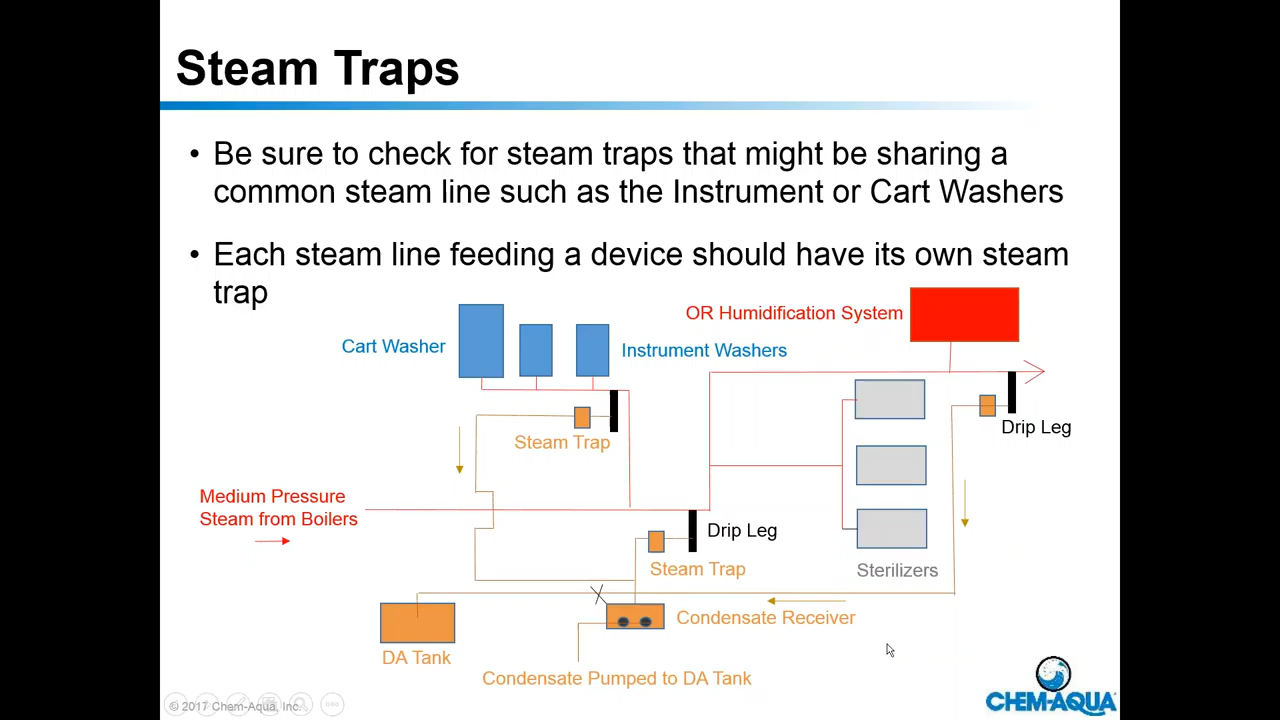 Steam Traps
• Be sure to check for steam traps that might be sharing a
common steam line such as the Instrument or Cart Washers
• Each steam line feeding a device should have its own steam
trap
OR Humidification System
Cart Washer
Instrument Washers
Steam Trap
Drip Leg
Medium Pressure
Steam from Boilers
Drip Leg
Steam Trap
Sterilizers
Condensate Receiver
DA Tank
Condensate Pumped to DA Tank
© 2017 Chem-Aqua, Inc.
CHEM-AQUA